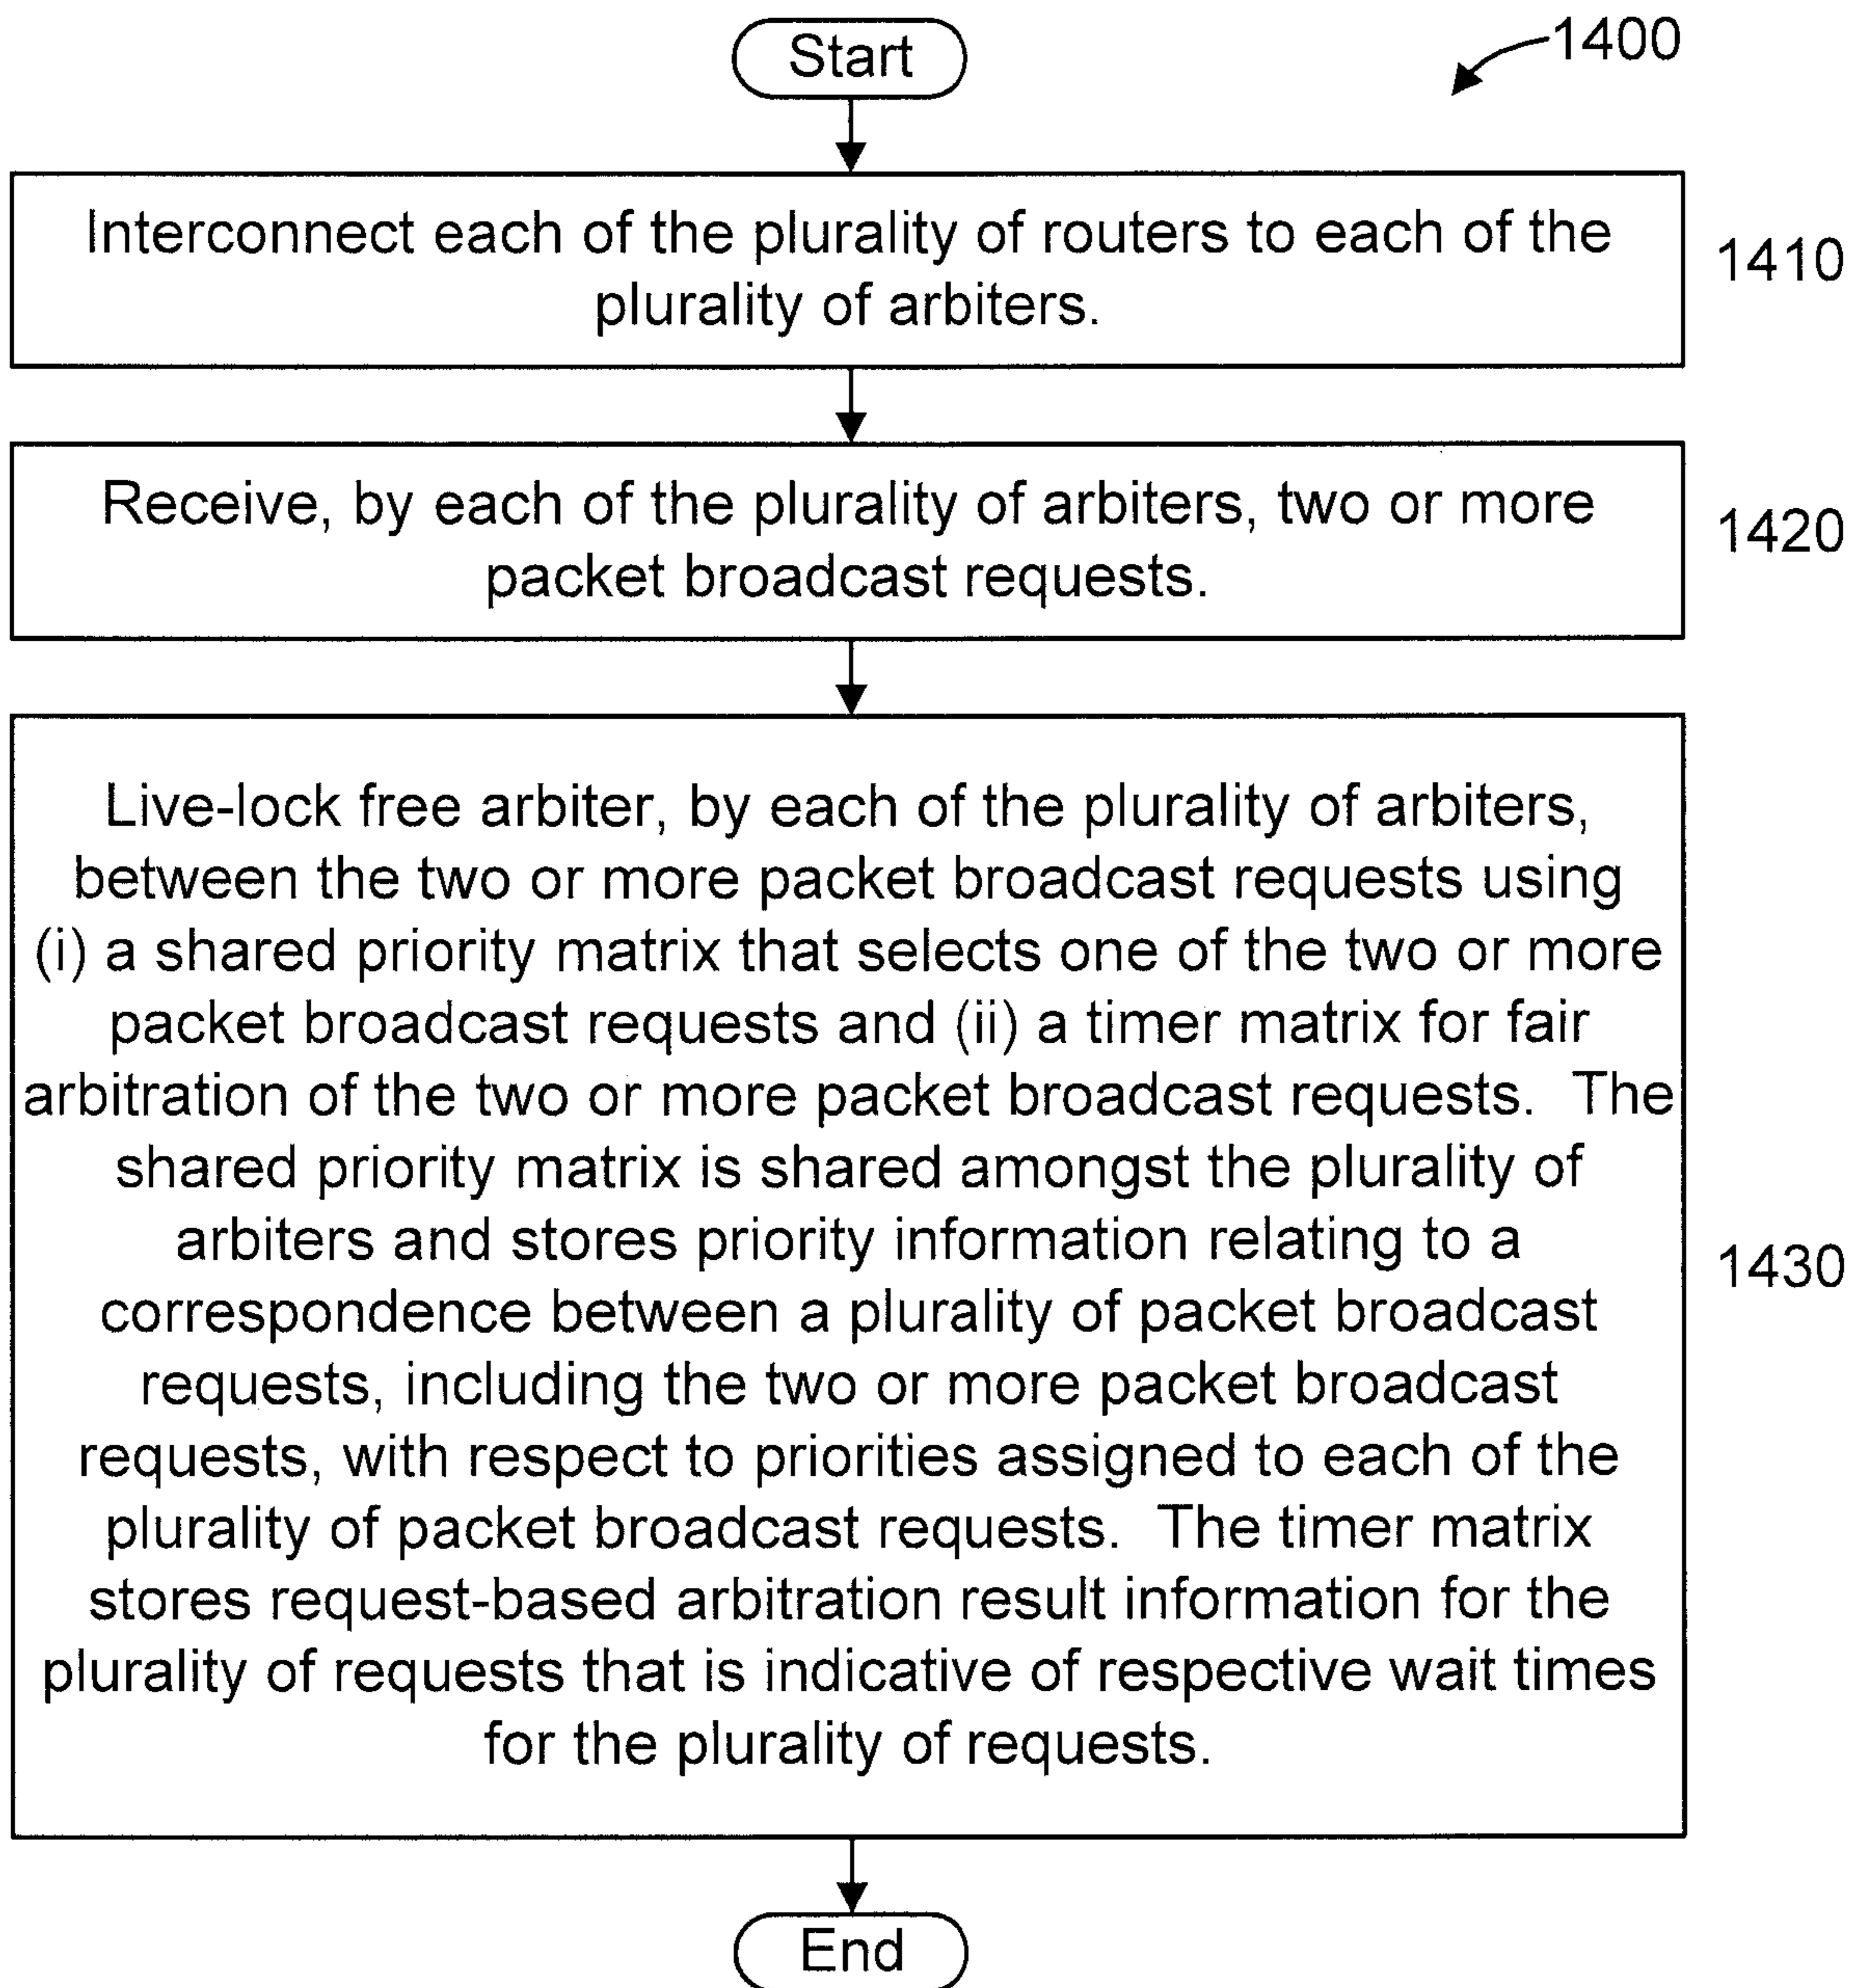 Start
1400
Interconnect each of the plurality of routers to each of the
plurality of arbiters.
1410
Receive, by each of the plurality of arbiters, two or more
packet broadcast requests.
1420
Live-lock free arbiter, by each of the plurality of arbiters,
between the two or more packet broadcast requests using
(i) a shared priority matrix that selects one of the two or more
packet broadcast requests and (ii) a timer matrix for fair
arbitration of the two or more packet broadcast requests. The
shared priority matrix is shared amongst the plurality of
arbiters and stores priority information relating to a
correspondence between a plurality of packet broadcast
requests, including the two or more packet broadcast
requests, with respect to priorities assigned to each of the
plurality of packet broadcast requests. The timer matrix
stores request-based arbitration result information for the
plurality of requests that is indicative of respective wait times
for the plurality of requests.
1430
End